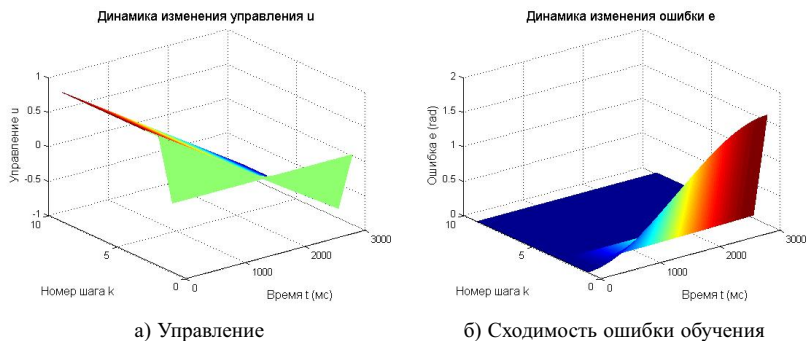 Динамика изменения управления u
Управление u
1
0.5
0
-0.5
-1
10
5
0
Номер шага k
0
1000
2000
3000
Время t (мс)
а) Управление
Динамика изменения ошибки e
Ошибка e (rad)
2
1.5
1
0.5
0
10
5
0
Номер шага k
0
1000
2000
3000
Время t (мс)
б) Сходимость ошибки обучения